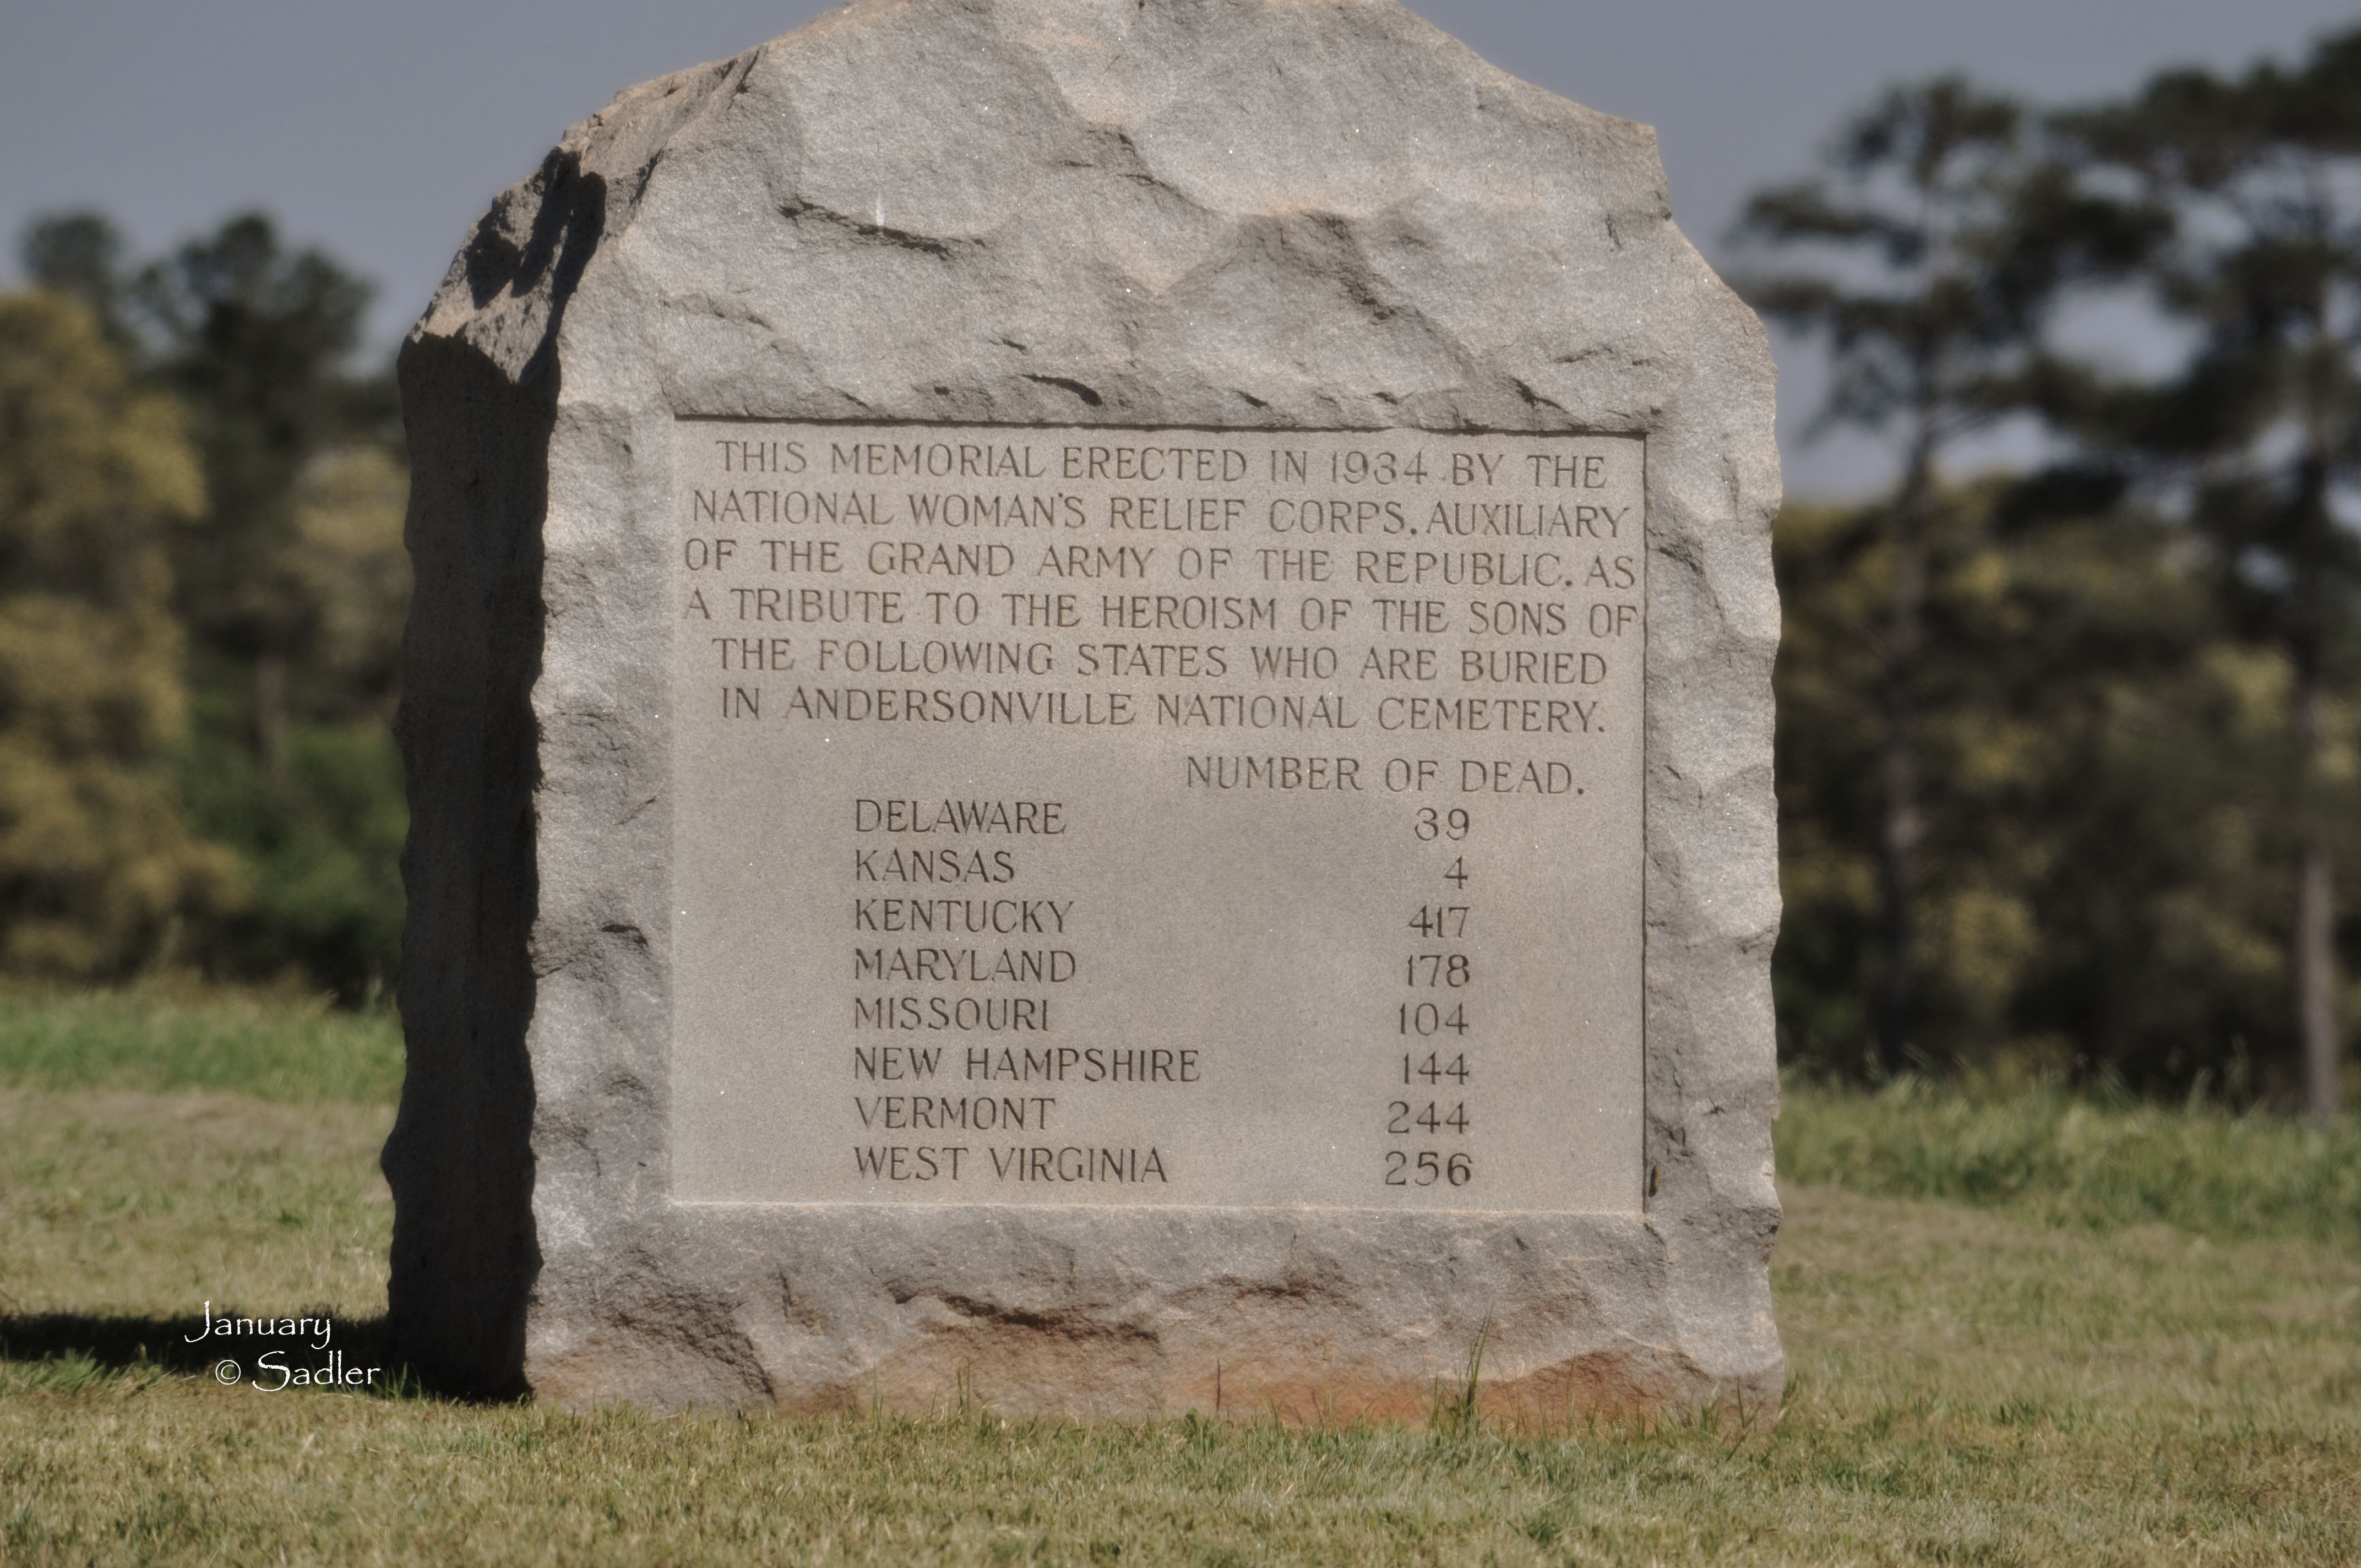 THIS MEMORIAL ERECTED IN 1934 BY THE
NATIONAL WOMAN'S RELIEF CORPS. AUXILIARY
OF THE GRAND ARMY OF THE REPUBLIC. AS
A TRIBUTE TO THE HEROISM OF THE SONS OF
THE FOLLOWING STATES WHO ARE BURIED
IN ANDERSONVILLE NATIONAL CEMETERY.
NUMBER OF DEAD.
DELAWARE 39
KANSAS 4
KENTUCKY 417
MARYLAND 178
MISSOURI 104
NEW HAMPSHIRE 144
VERMONT 244
WEST VIRGINIA 256
January
© Sadler